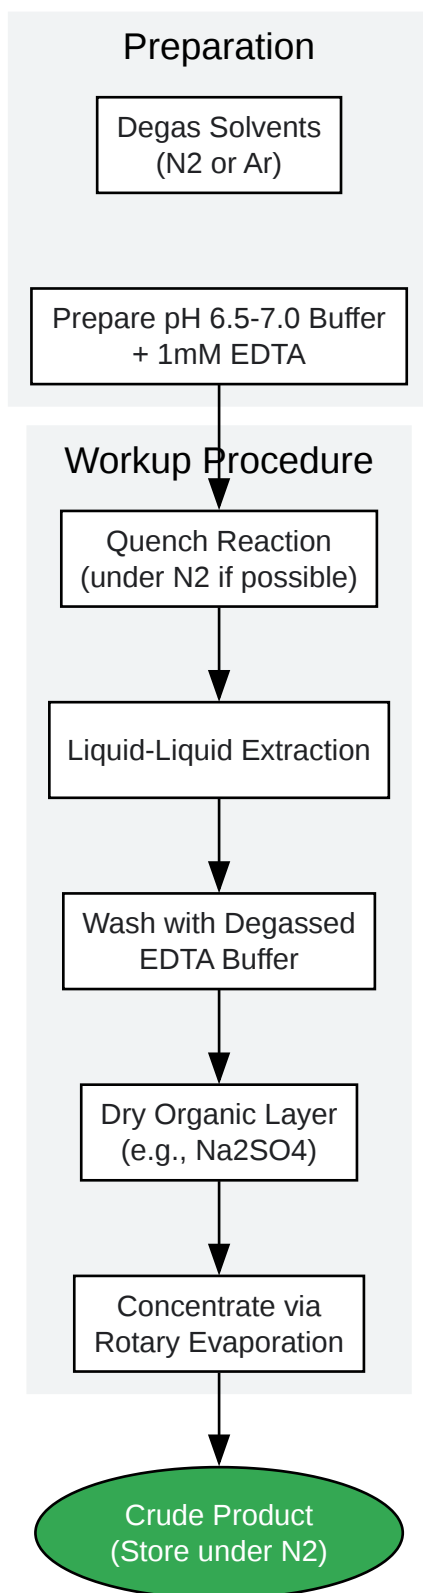 Preparation
Degas Solvents
(N2 or Ar)
Prepare pH 6.5-7.0 Buffer
+ 1mM EDTA
Workup Procedure
Quench Reaction
(under N2 if possible)
Liquid-Liquid Extraction
Wash with Degassed
EDTA Buffer
Dry Organic Layer
(e.g., Na2SO4)
Concentrate via
Rotary Evaporation
Crude Product
(Store under N2)